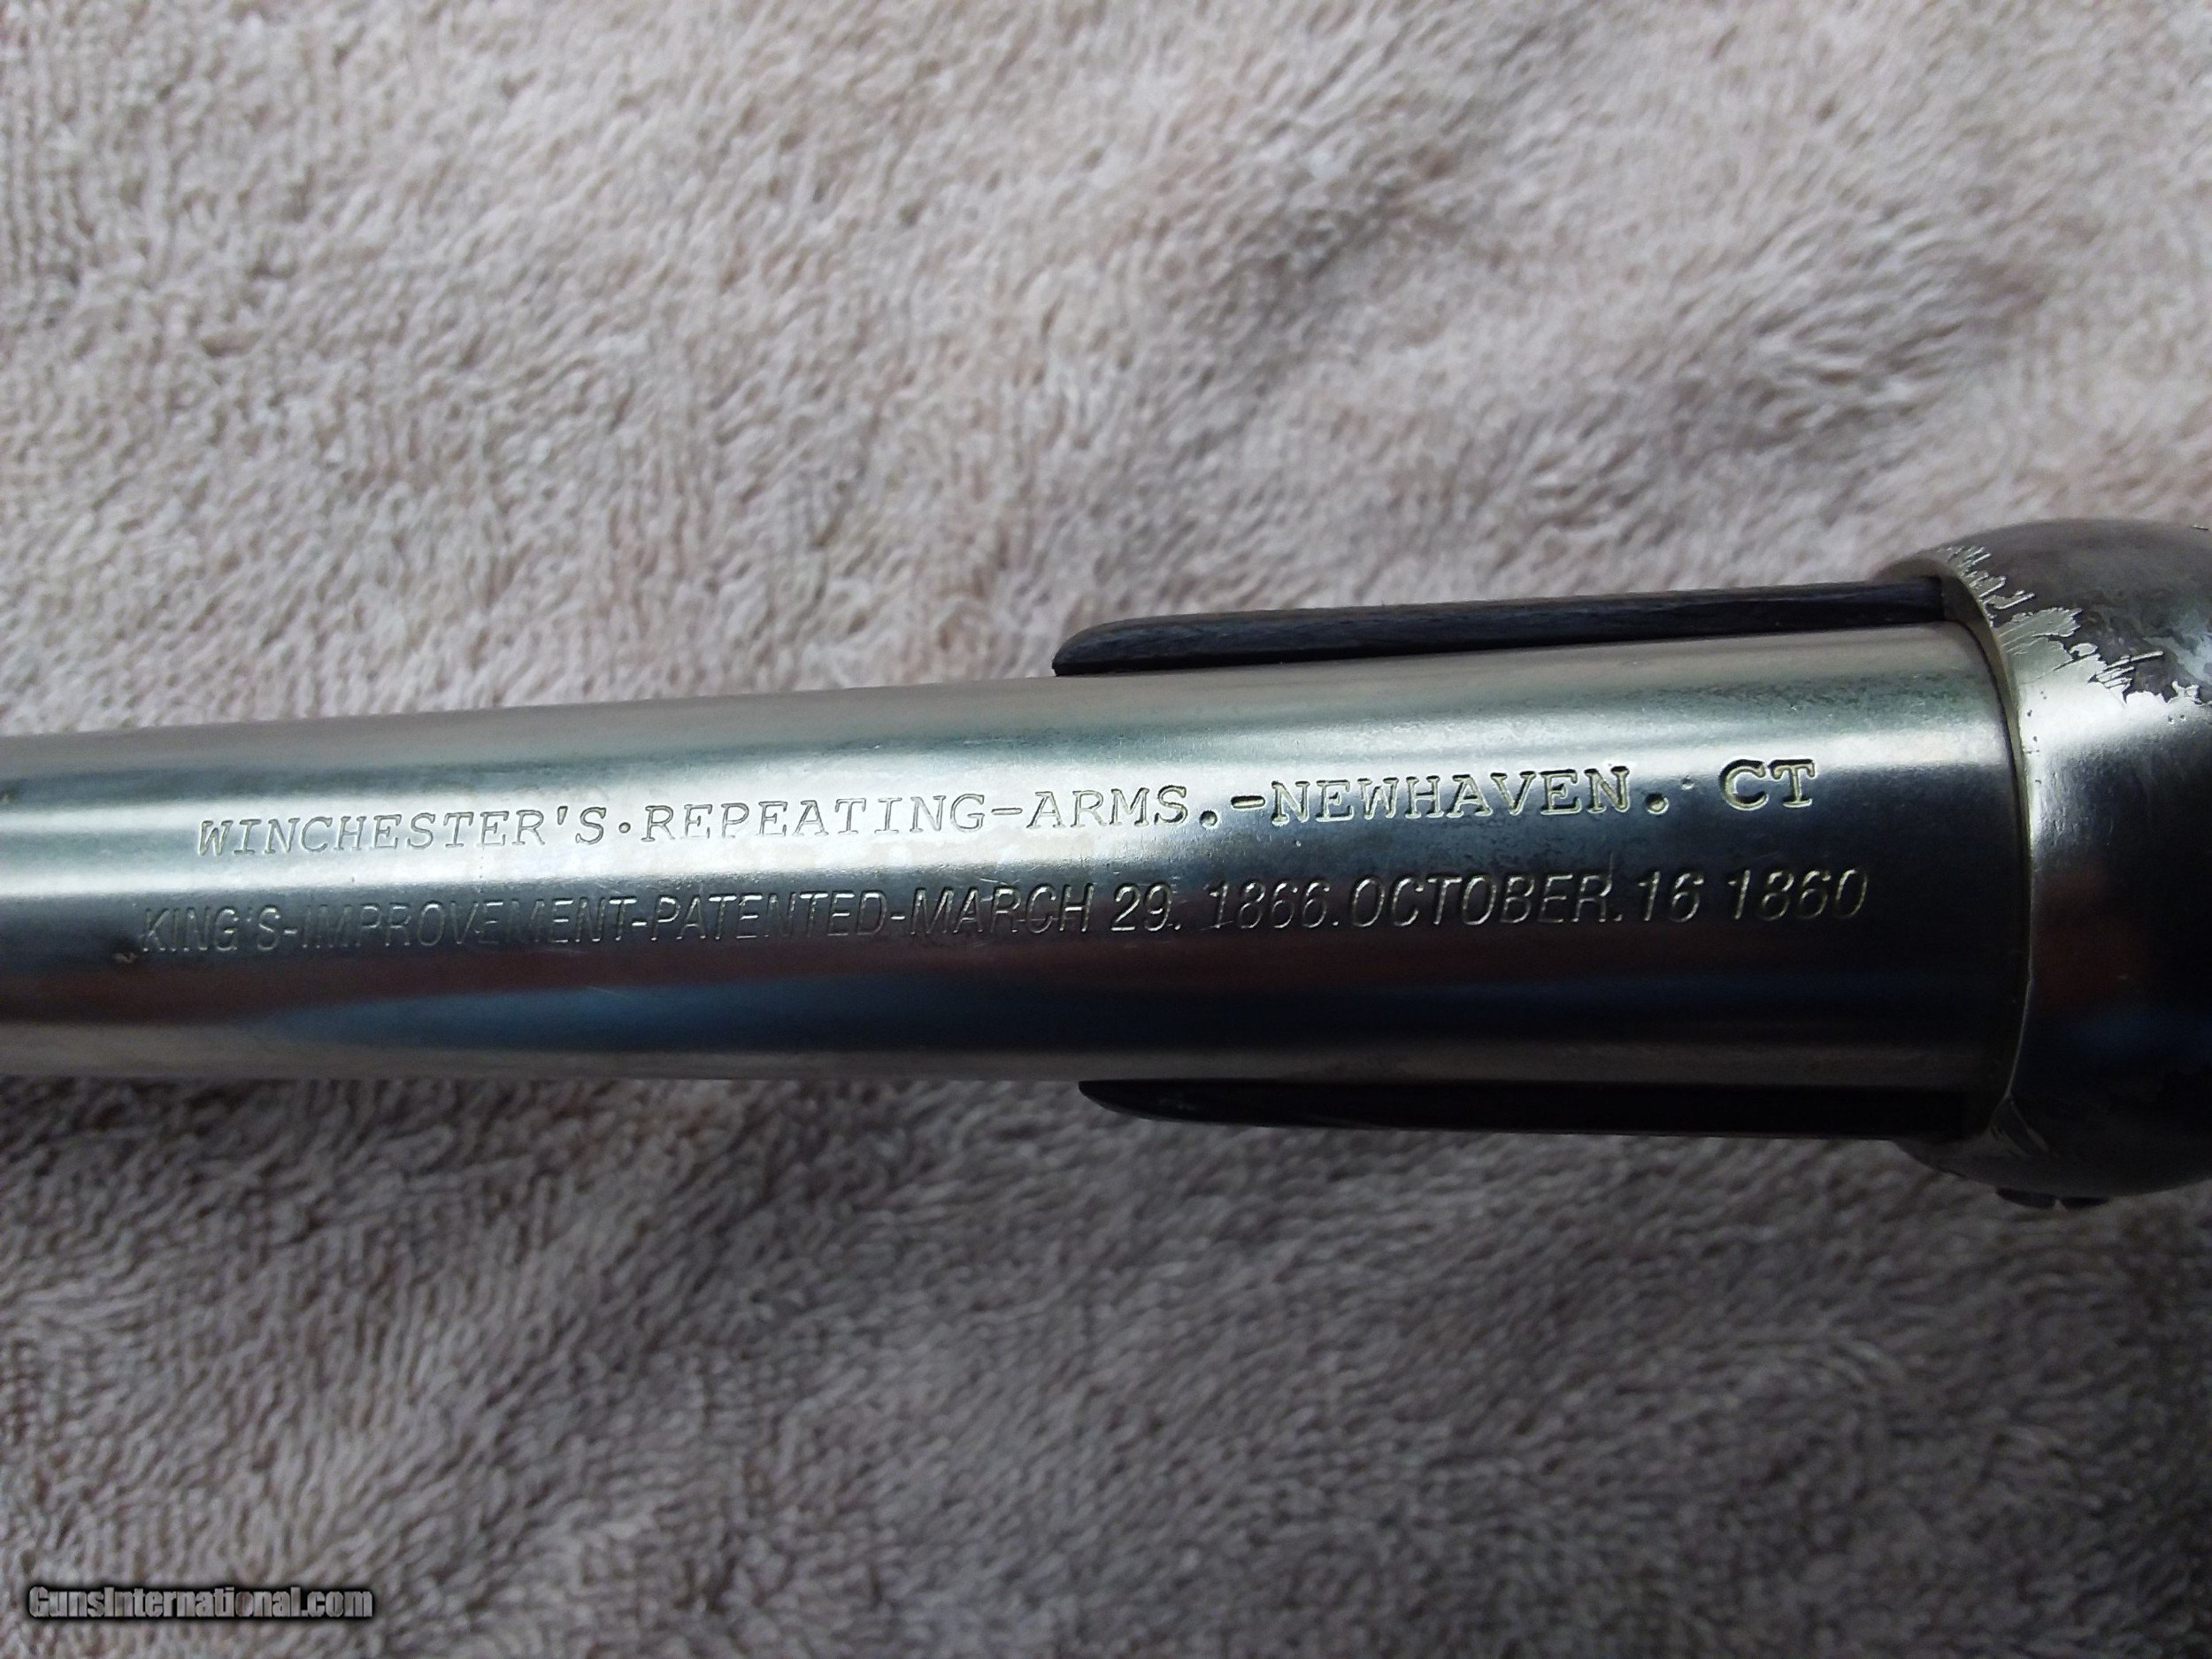 WINCHESTER'S·REPEATING-ARMS.-NEWHAVEN. CT
KING'S-IMPROVEMENT-PATENTED-MARCH 29. 1866.OCTOBER.16 1860
GunsInternational.com